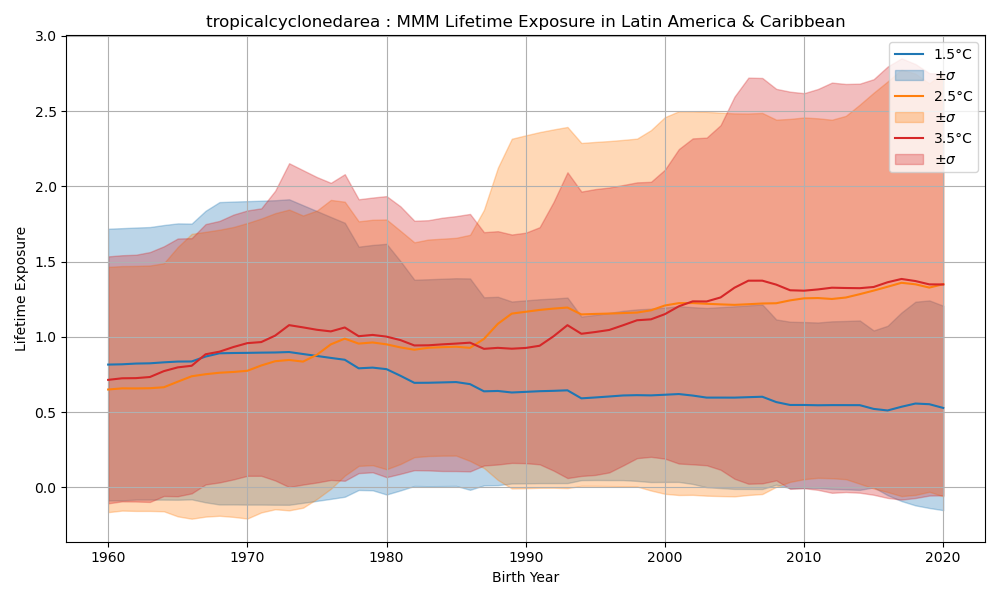 tropicalcyclonedarea : MMM Lifetime Exposure in Latin America & Caribbean
3.0
2.5
2.0
1.5
1.0
0.5
0.0
Lifetime Exposure
1.5°C
±σ
2.5°C
±σ
3.5°C
±σ
1960 1970 1980 1990 2000 2010 2020
Birth Year